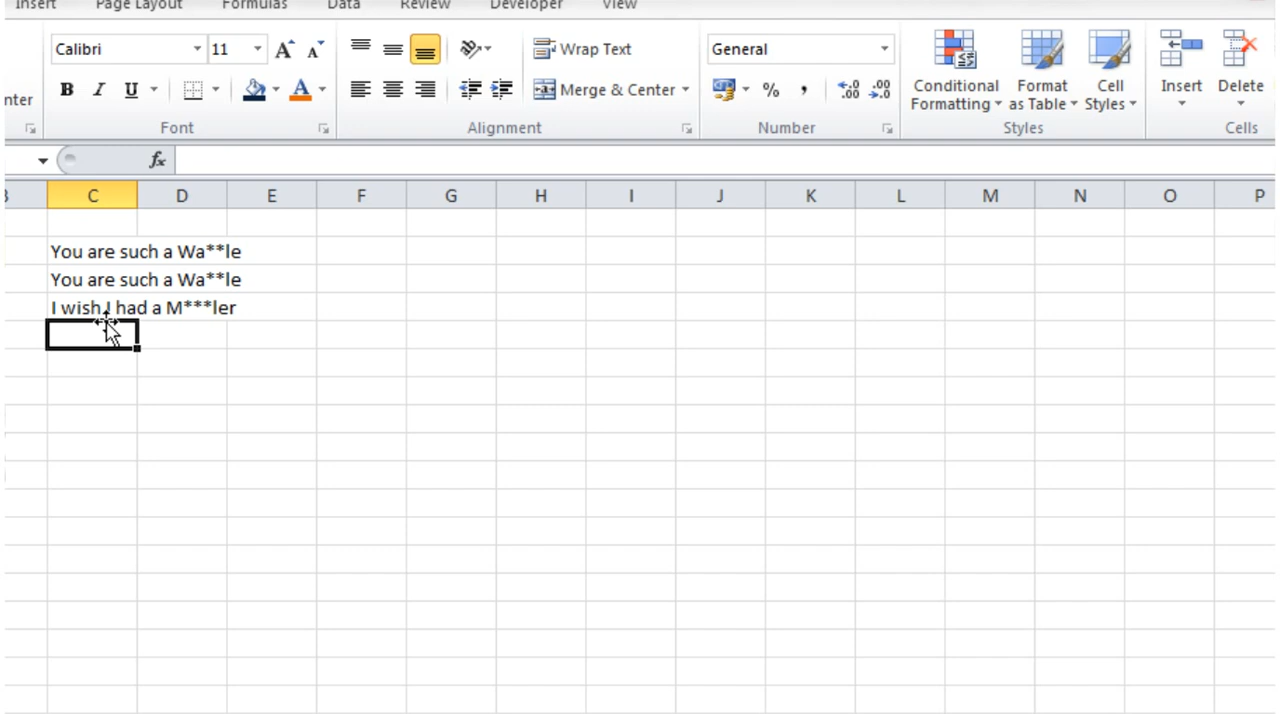 Insert Page Layout Formulas Data Review Developer View
Calibri 11 Wrap Text General
B I U Merge & Center % , .00 .00 Conditional Formatting Format as Table Cell Styles Insert Delete
Font Alignment Number Styles Cells
fx
C D E F G H I J K L M N O P
You are such a Wa**le
You are such a Wa**le
I wish I had a M***ler